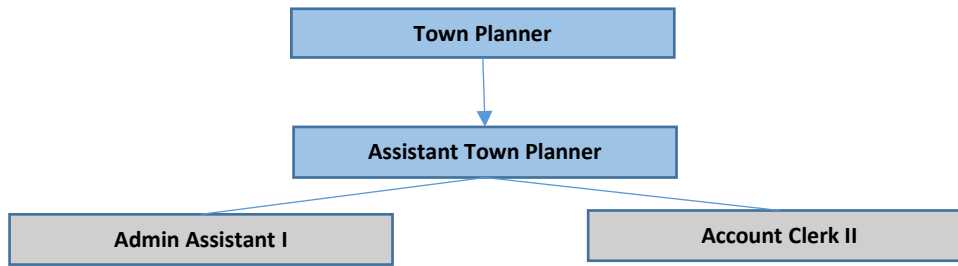 Town Planner
Assistant Town Planner
Admin Assistant I
Account Clerk II